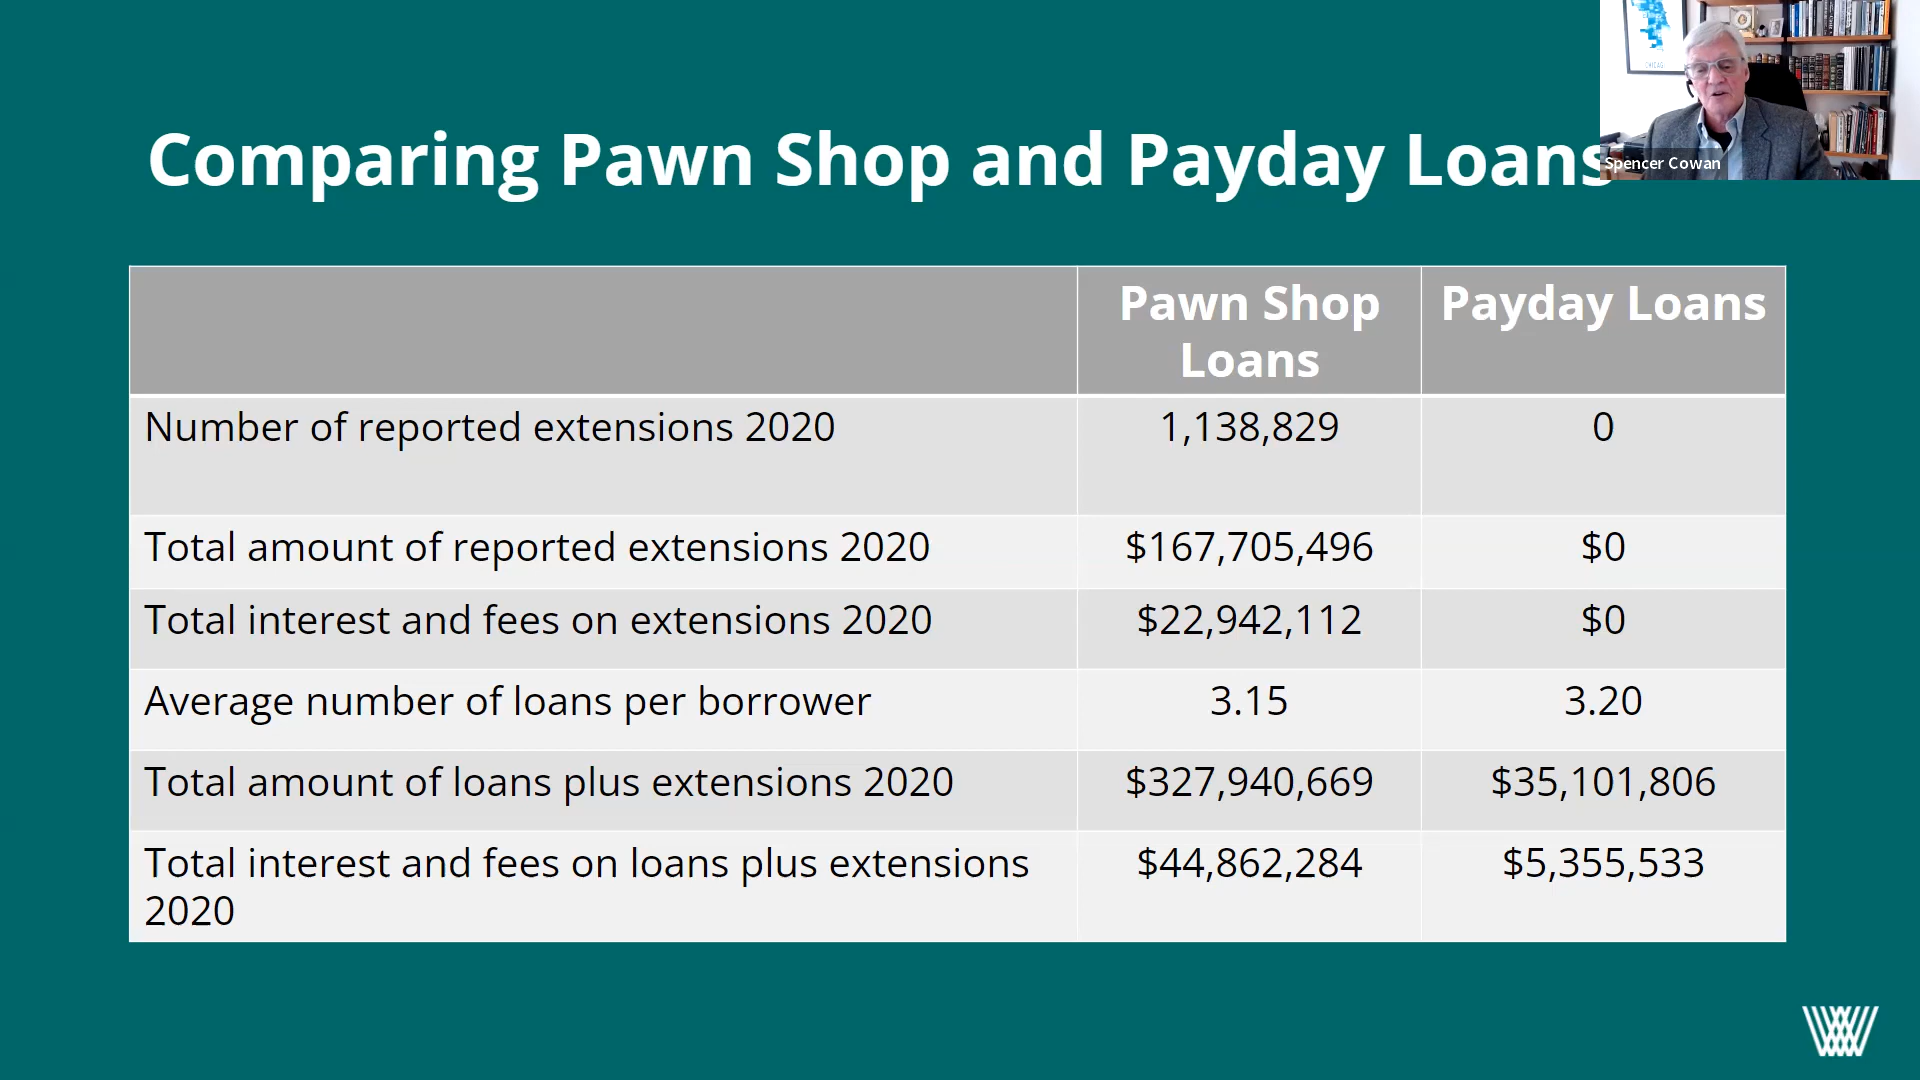 Comparing Pawn Shop and Payday Loans
CHICAGO
Spencer Cowan
Pawn Shop
Loans
Payday Loans
Number of reported extensions 2020
1,138,829
0
Total amount of reported extensions 2020
$167,705,496
$0
Total interest and fees on extensions 2020
$22,942,112
$0
Average number of loans per borrower
3.15
3.20
Total amount of loans plus extensions 2020
$327,940,669
$35,101,806
Total interest and fees on loans plus extensions
2020
$44,862,284
$5,355,533